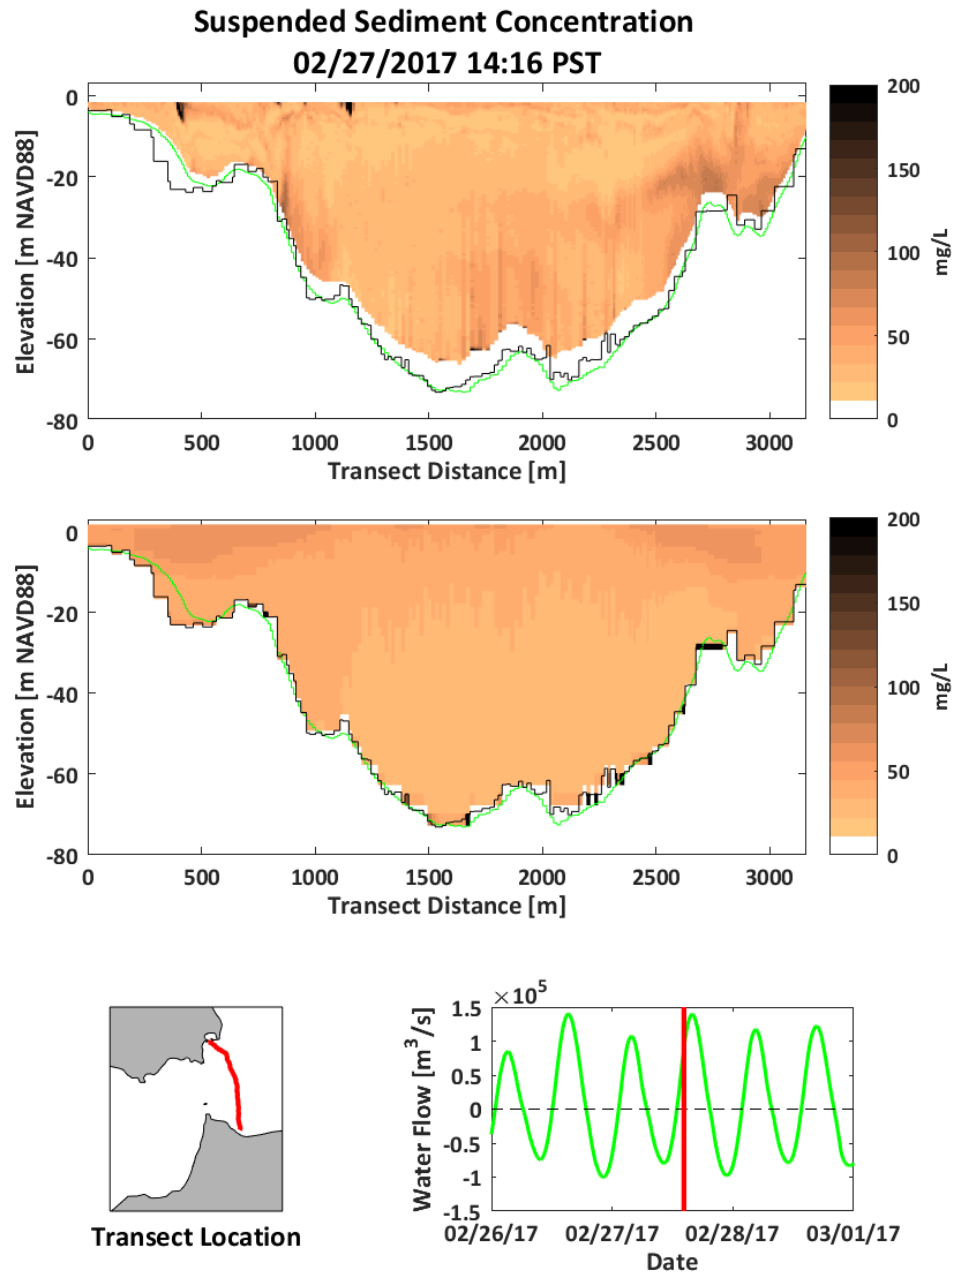 Suspended Sediment Concentration
02/27/2017 14:16 PST
Elevation [m NAVD88]
0
-20
-40
-60
-80
0 500 1000 1500 2000 2500 3000
Transect Distance [m]
200
150
100
50
0
mg/L
Elevation [m NAVD88]
0
-20
-40
-60
-80
0 500 1000 1500 2000 2500 3000
Transect Distance [m]
200
150
100
50
0
mg/L
Transect Location
×10⁵
Water Flow [m³/s]
1.5
1
0.5
0
-0.5
-1
-1.5
02/26/17 02/27/17 02/28/17 03/01/17
Date